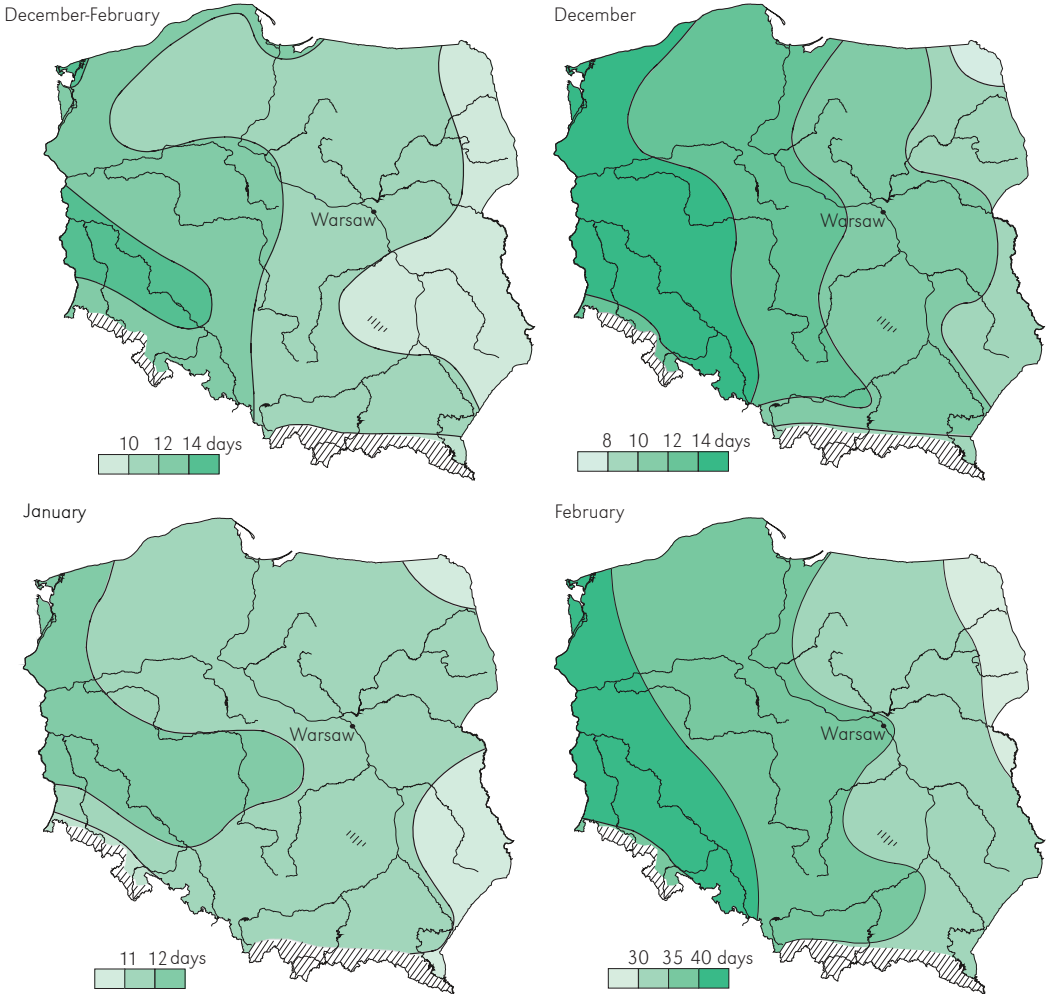 December-February
December
Warsaw
Warsaw
10 12 14 days
8 10 12 14 days
January
February
Warsaw
Warsaw
11 12 days
30 35 40 days